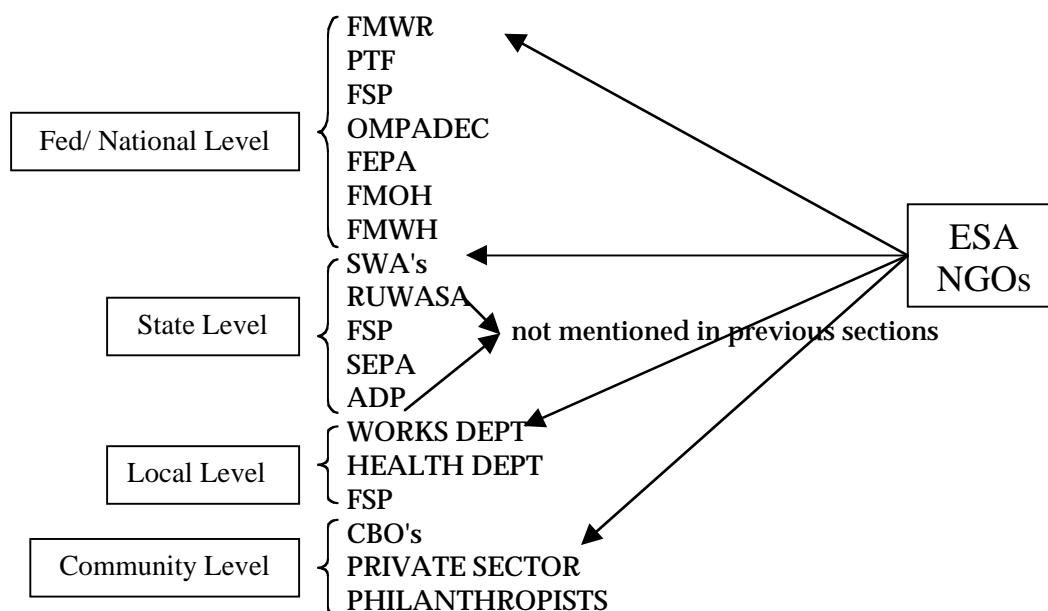 Fed/ National Level
FMWR
PTF
FSP
OMPADEC
FEPA
FMOH
FMWH
State Level
SWA's
RUWASA
FSP
SEPA
ADP
not mentioned in previous sections
Local Level
WORKS DEPT
HEALTH DEPT
FSP
Community Level
CBO's
PRIVATE SECTOR
PHILANTHROPISTS
ESA
NGOs